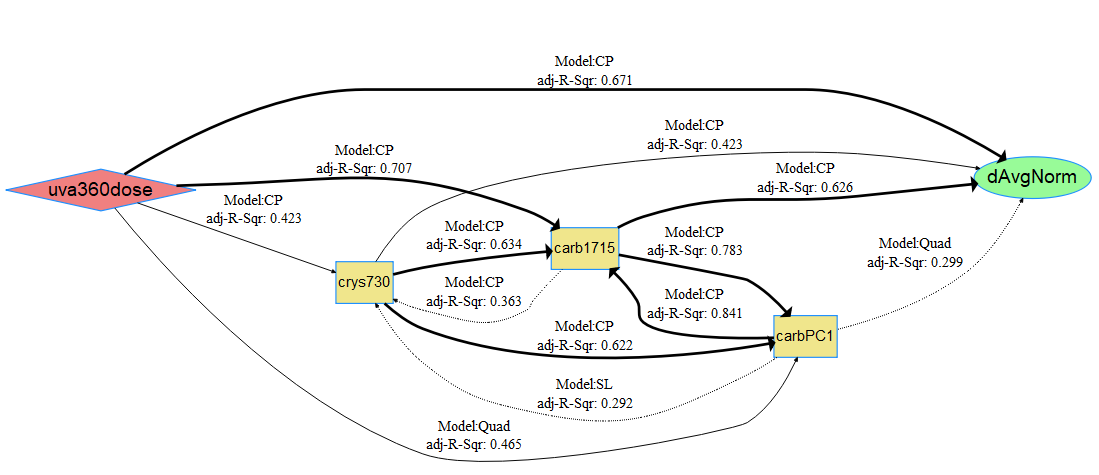 Model:CP
adj-R-Sqr: 0.671
Model:CP
adj-R-Sqr: 0.423
Model:CP
adj-R-Sqr: 0.707
Model:CP
adj-R-Sqr: 0.626
uva360dose
dAvgNorm
Model:CP
adj-R-Sqr: 0.423
Model:CP
adj-R-Sqr: 0.634
carb1715
Model:CP
adj-R-Sqr: 0.783
Model:Quad
adj-R-Sqr: 0.299
crys730
Model:CP
adj-R-Sqr: 0.363
Model:CP
adj-R-Sqr: 0.841
Model:CP
adj-R-Sqr: 0.622
carbPC1
Model:SL
adj-R-Sqr: 0.292
Model:Quad
adj-R-Sqr: 0.465